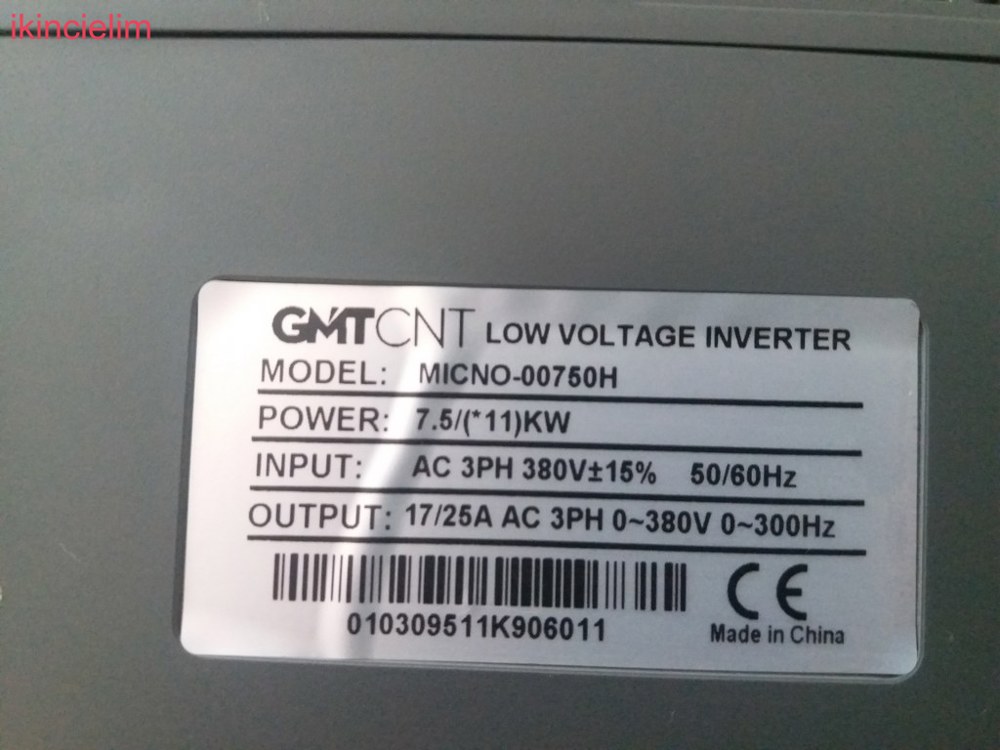 ikincielim
GMTCNT LOW VOLTAGE INVERTER
MODEL: MICNO-00750H
POWER: 7.5/(*11)KW
INPUT: AC 3PH 380V±15% 50/60Hz
OUTPUT: 17/25A AC 3PH 0~380V 0~300Hz
010309511K906011
CE
Made in China